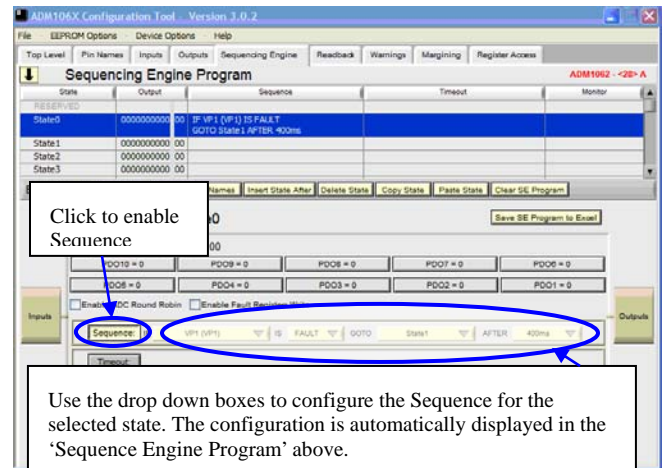 ADM106X Configuration Tool - Version 3.0.2
File EEPROM Options Device Options Help
Top Level Pin Names Inputs Outputs Sequencing Engine Readback Warnings Margining Register Access
Sequencing Engine Program ADM1062 - <28> A
State Output Sequence Timeout Monitor
RESERVED
State0 0000000000 00 IF VP1 (VP1) IS FAULT
GOTO State1 AFTER 400ms
State1 0000000000 00
State2 0000000000 00
State3 0000000000 00
Names Insert State After Delete State Copy State Paste State Clear SE Program
Click to enable
Sequence
Save SE Program to Excel
00
PDO10 = 0 PDO9 = 0 PDO8 = 0 PDO7 = 0 PDO6 = 0
PDO5 = 0 PDO4 = 0 PDO3 = 0 PDO2 = 0 PDO1 = 0
Enable ADC Round Robin Enable Fault Register Write
Inputs Outputs
Sequence: VP1 (VP1) IS FAULT GOTO State1 AFTER 400ms
Timeout:
Use the drop down boxes to configure the Sequence for the
selected state. The configuration is automatically displayed in the
‘Sequence Engine Program’ above.